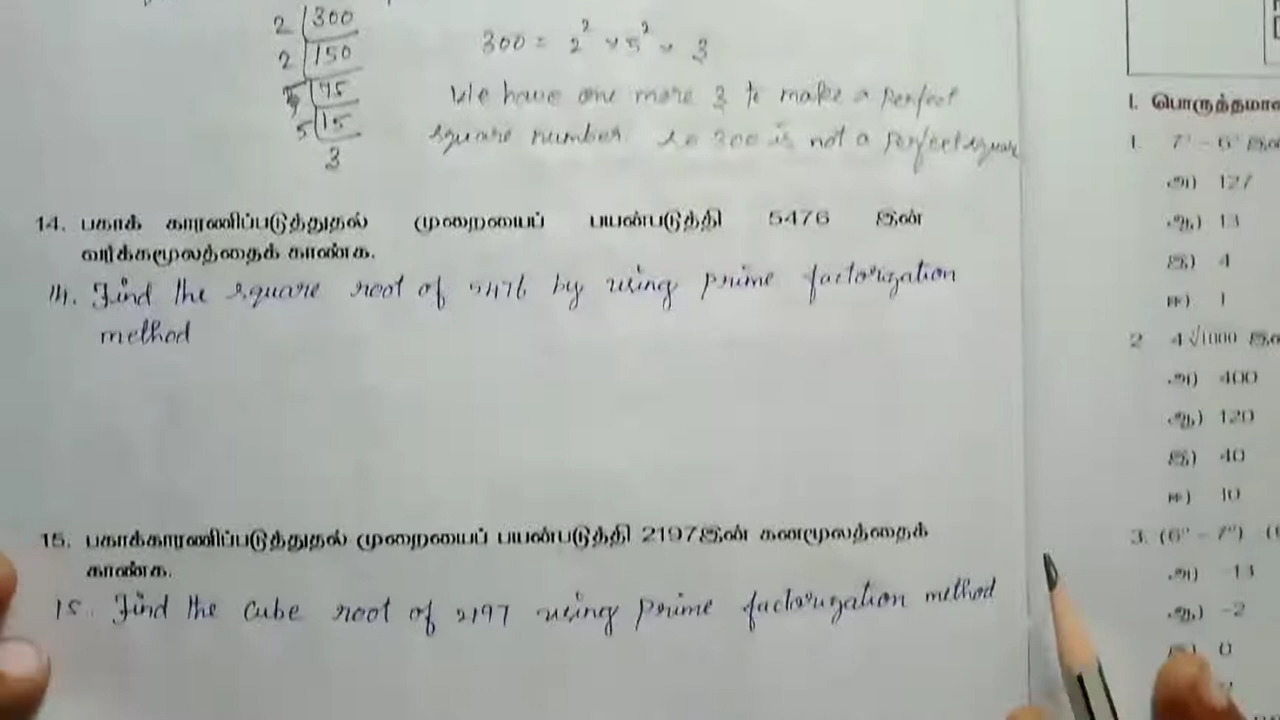 2 300
2 150
5 75
5 15
3
300 = 2² × 5² × 3
We have one more 3 to make a perfect
square number. So 300 is not a perfect square
14. பகாக் காரணிப்படுத்துதல் முறையைப் பயன்படுத்தி 5476 இன்
வர்க்கமூலத்தைக் காண்க.
14. Find the square root of 5476 by using prime factorization
method
15. பகாக்காரணிப்படுத்துதல் முறையைப் பயன்படுத்தி 2197இன் கனமூலத்தைக்
காண்க.
15. Find the cube root of 2197 using prime factorization method
I. பொருத்தமா
1.
அ) 127
ஆ) 13
இ) 4
ஈ) 1
2 4∛1000
அ) 400
ஆ) 120
இ) 40
ஈ) 10
3.
அ) -13
ஆ) -2
இ) 0